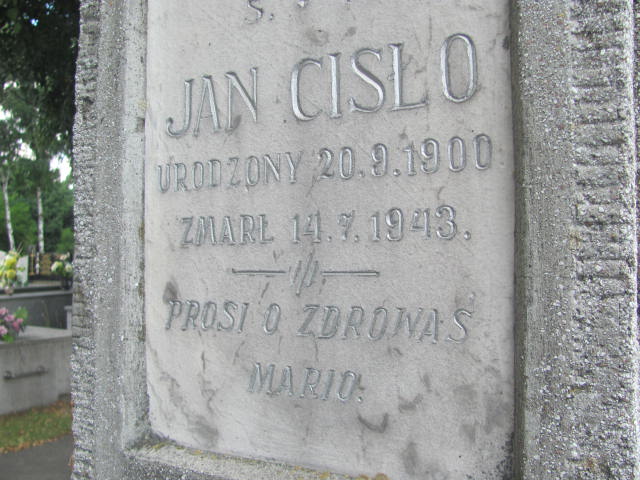 JAN CISŁO
URODZONY 20.9.1900
ZMARŁ 14.7.1943.
PROSI O ZDROWAŚ
MARIO.